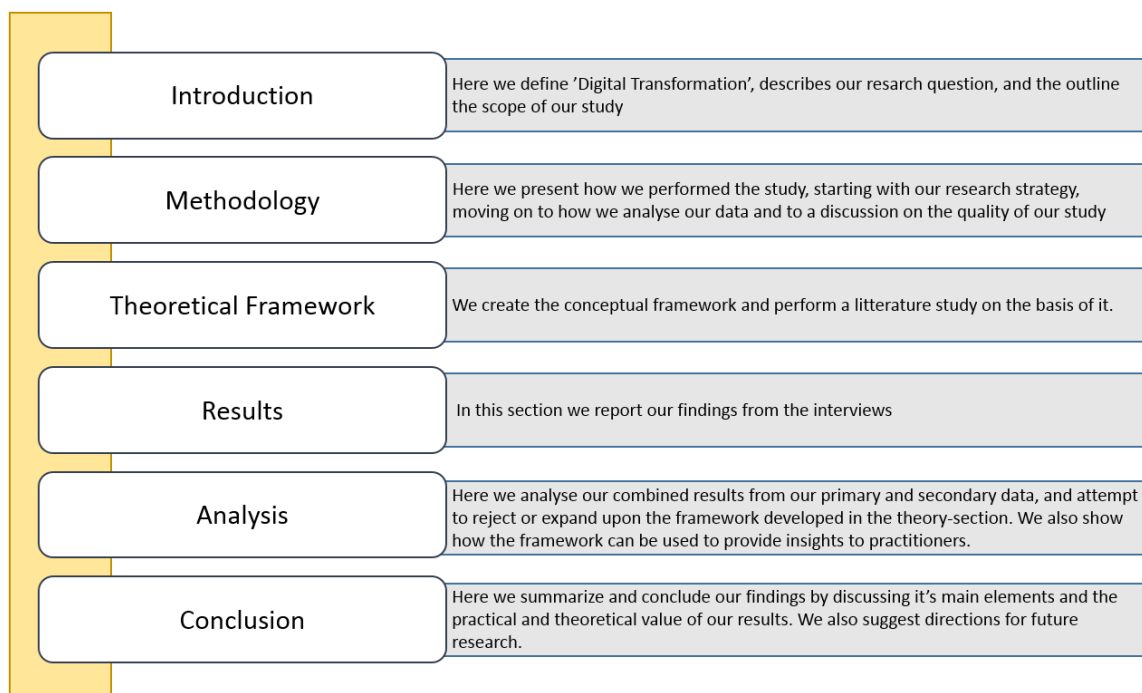 Introduction
Here we define ’Digital Transformation’, describes our resarch question, and the outline
the scope of our study
Methodology
Here we present how we performed the study, starting with our research strategy,
moving on to how we analyse our data and to a discussion on the quality of our study
Theoretical Framework
We create the conceptual framework and perform a litterature study on the basis of it.
Results
In this section we report our findings from the interviews
Analysis
Here we analyse our combined results from our primary and secondary data, and attempt
to reject or expand upon the framework developed in the theory-section. We also show
how the framework can be used to provide insights to practitioners.
Conclusion
Here we summarize and conclude our findings by discussing it’s main elements and the
practical and theoretical value of our results. We also suggest directions for future
research.